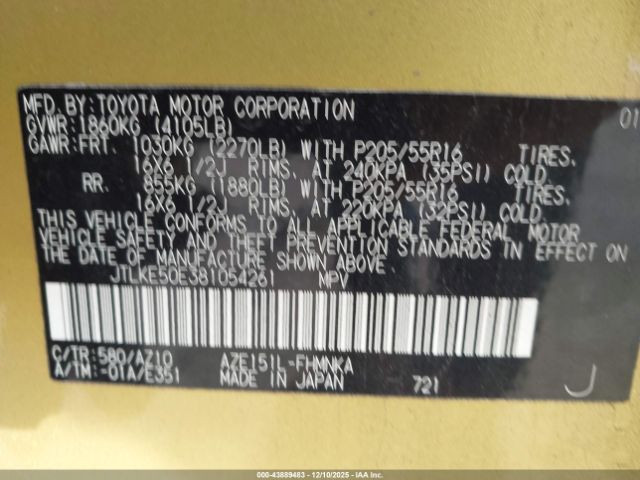 MFD.BY:TOYOTA MOTOR CORPORATION 01
GVWR:1860KG (4105LB)
GAWR:FRT. 1030KG (2270LB) WITH P205/55R16 TIRES.
16X6 1/2J RIMS, AT 240KPA (35PSI) COLD.
RR. 855KG (1880LB) WITH P205/55R16 TIRES.
16X6 1/2J RIMS, AT 220KPA (32PSI) COLD.
THIS VEHICLE CONFORMS TO ALL APPLICABLE FEDERAL MOTOR
VEHICLE SAFETY AND THEFT PREVENTION STANDARDS IN EFFECT ON
THE DATE OF MANUFACTURE SHOWN ABOVE.
JTLKE50E381054261 MPV
C/TR:580/AZ10 AZE151L-FHMNKA
A/TM:-01A/E351 MADE IN JAPAN 721
J
000-43889483 - 12/10/2025 - IAAI.com